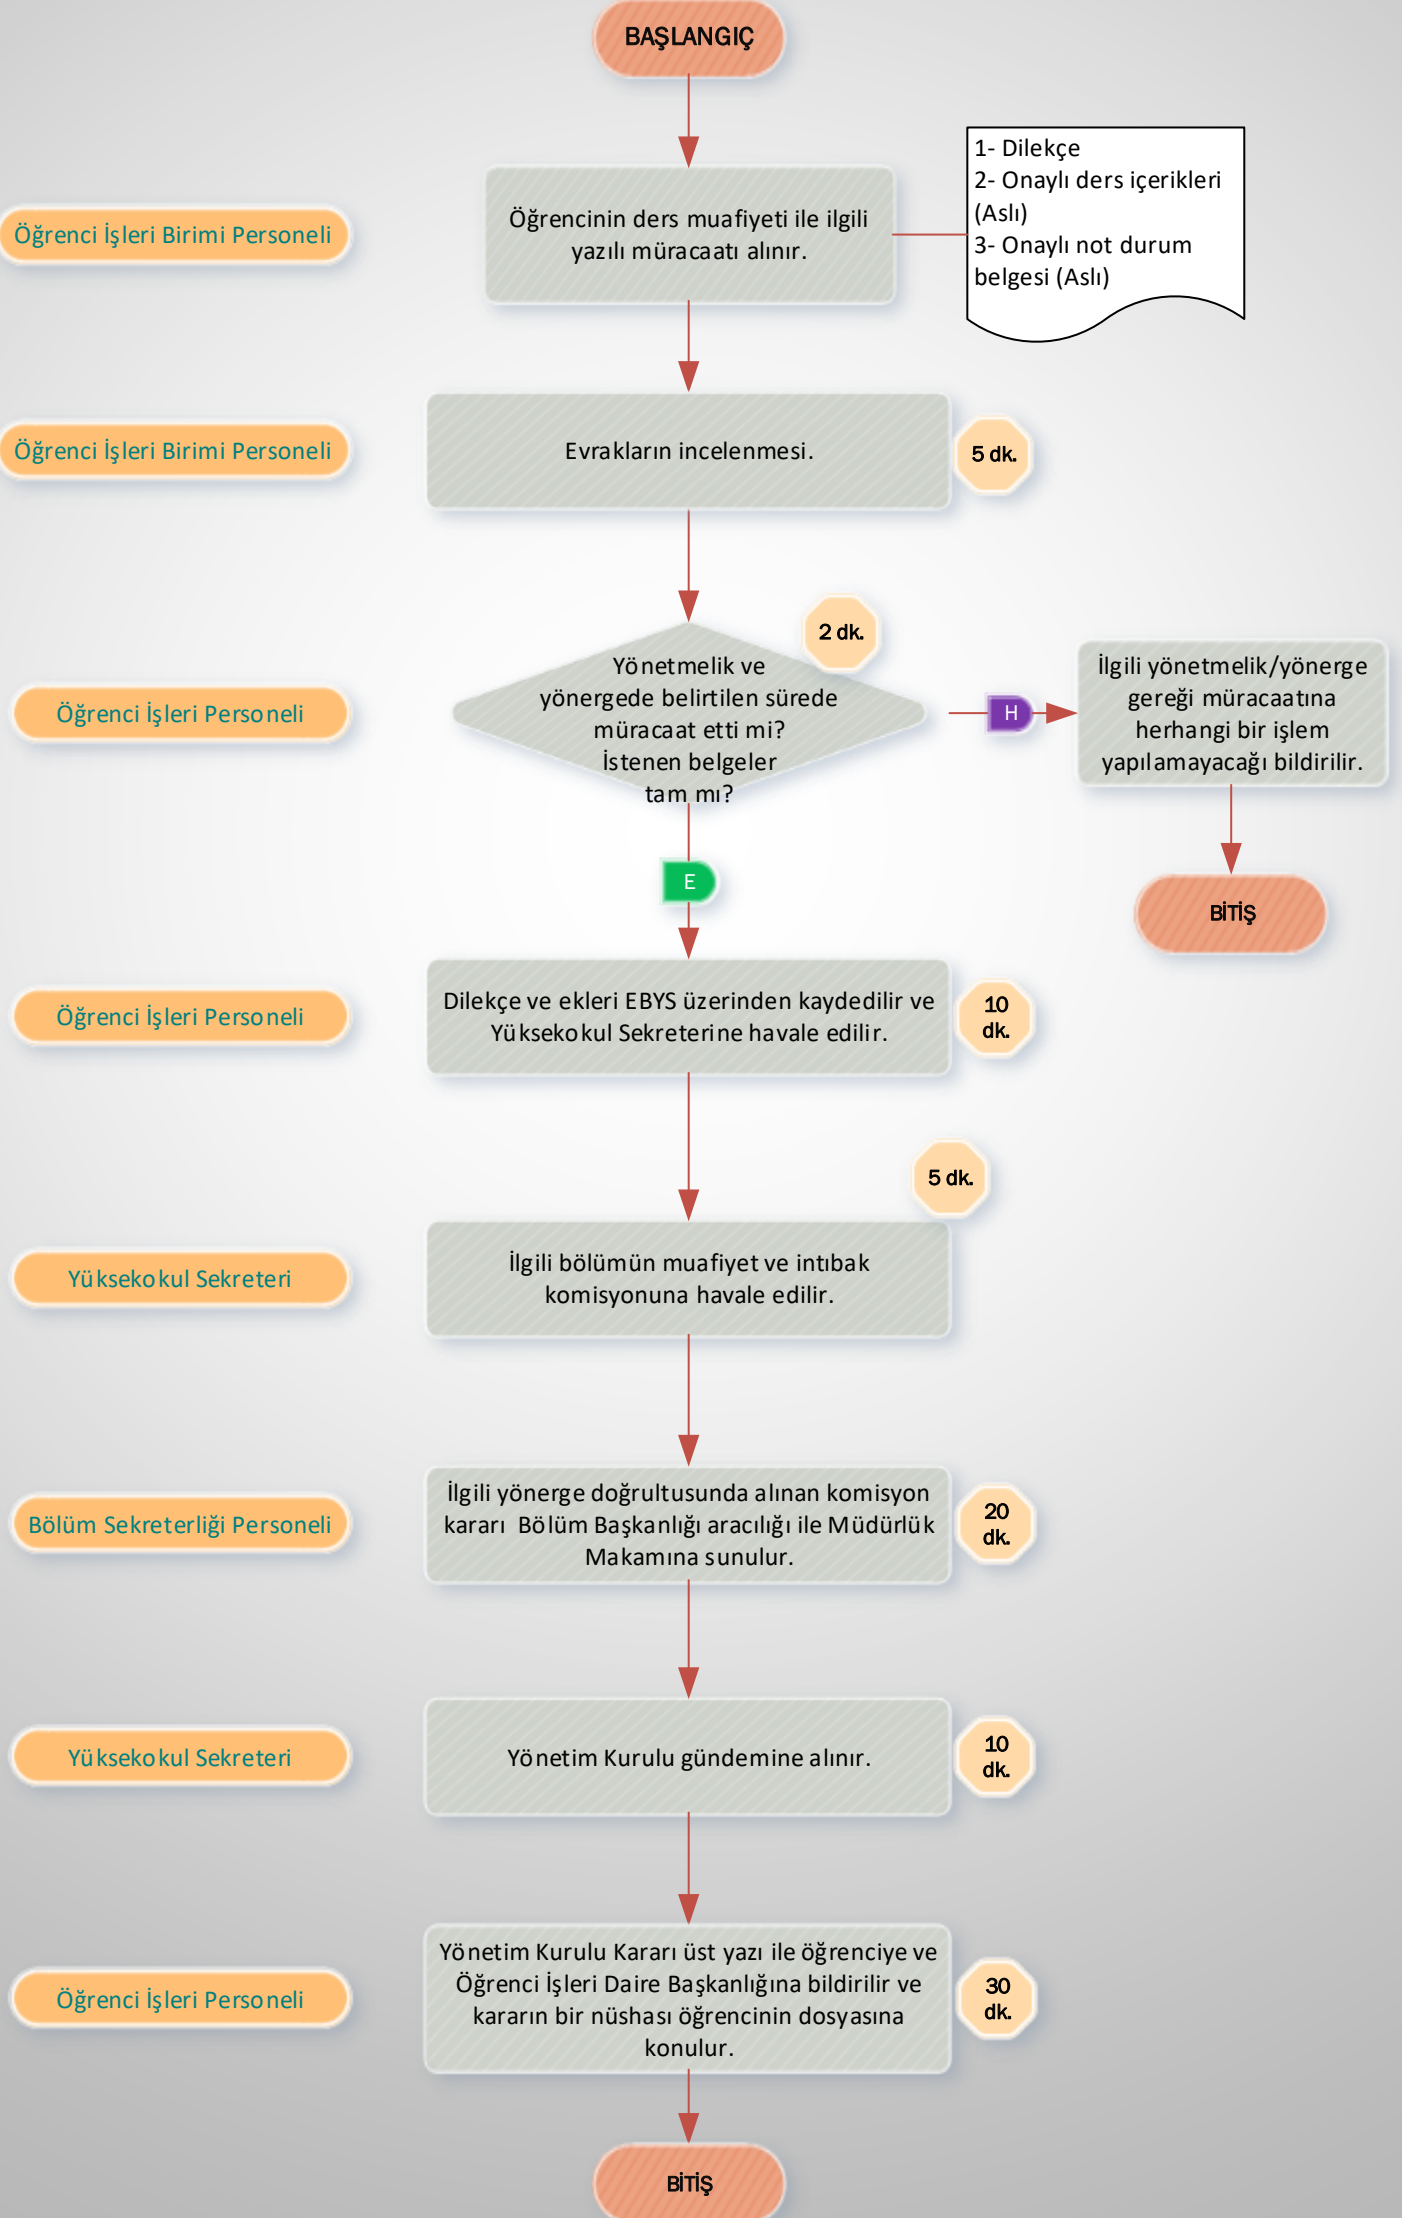 BAŞLANGIÇ
Öğrenci İşleri Birimi Personeli
Öğrencinin ders muafiyeti ile ilgili
yazılı müracaatı alınır.
1- Dilekçe
2- Onaylı ders içerikleri
(Aslı)
3- Onaylı not durum
belgesi (Aslı)
Öğrenci İşleri Birimi Personeli
Evrakların incelenmesi.
5 dk.
Öğrenci İşleri Personeli
Yönetmelik ve
yönergede belirtilen sürede
müracaat etti mi?
İstenen belgeler
tam mı?
2 dk.
H
İlgili yönetmelik/yönerge
gereği müracaatına
herhangi bir işlem
yapılamayacağı bildirilir.
BİTİŞ
E
Öğrenci İşleri Personeli
Dilekçe ve ekleri EBYS üzerinden kaydedilir ve
Yüksekokul Sekreterine havale edilir.
10
dk.
Yüksekokul Sekreteri
İlgili bölümün muafiyet ve intıbak
komisyonuna havale edilir.
5 dk.
Bölüm Sekreterliği Personeli
İlgili yönerge doğrultusunda alınan komisyon
kararı Bölüm Başkanlığı aracılığı ile Müdürlük
Makamına sunulur.
20
dk.
Yüksekokul Sekreteri
Yönetim Kurulu gündemine alınır.
10
dk.
Öğrenci İşleri Personeli
Yönetim Kurulu Kararı üst yazı ile öğrenciye ve
Öğrenci İşleri Daire Başkanlığına bildirilir ve
kararın bir nüshası öğrencinin dosyasına
konulur.
30
dk.
BİTİŞ